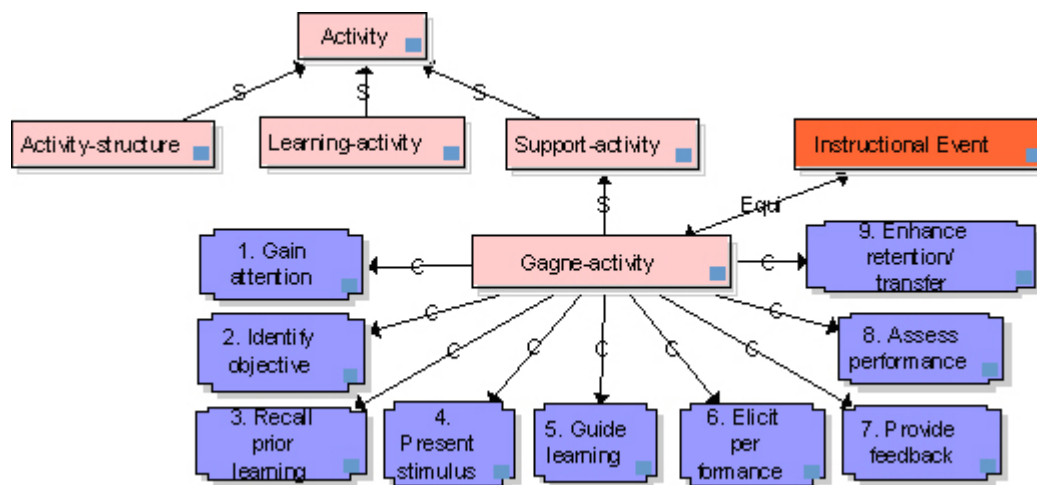 Activity
S
S
S
Activity-structure
Learning-activity
Support-activity
Instructional Event
S
Equi
1. Gain
attention
C
Gagne-activity
C
9. Enhance
retention/
transfer
2. Identify
objective
C
C
8. Assess
performance
C
C
C
C
C
3. Recall
prior
learning
4.
Present
stimulus
5. Guide
learning
6. Elicit
per
formance
7. Provide
feedback